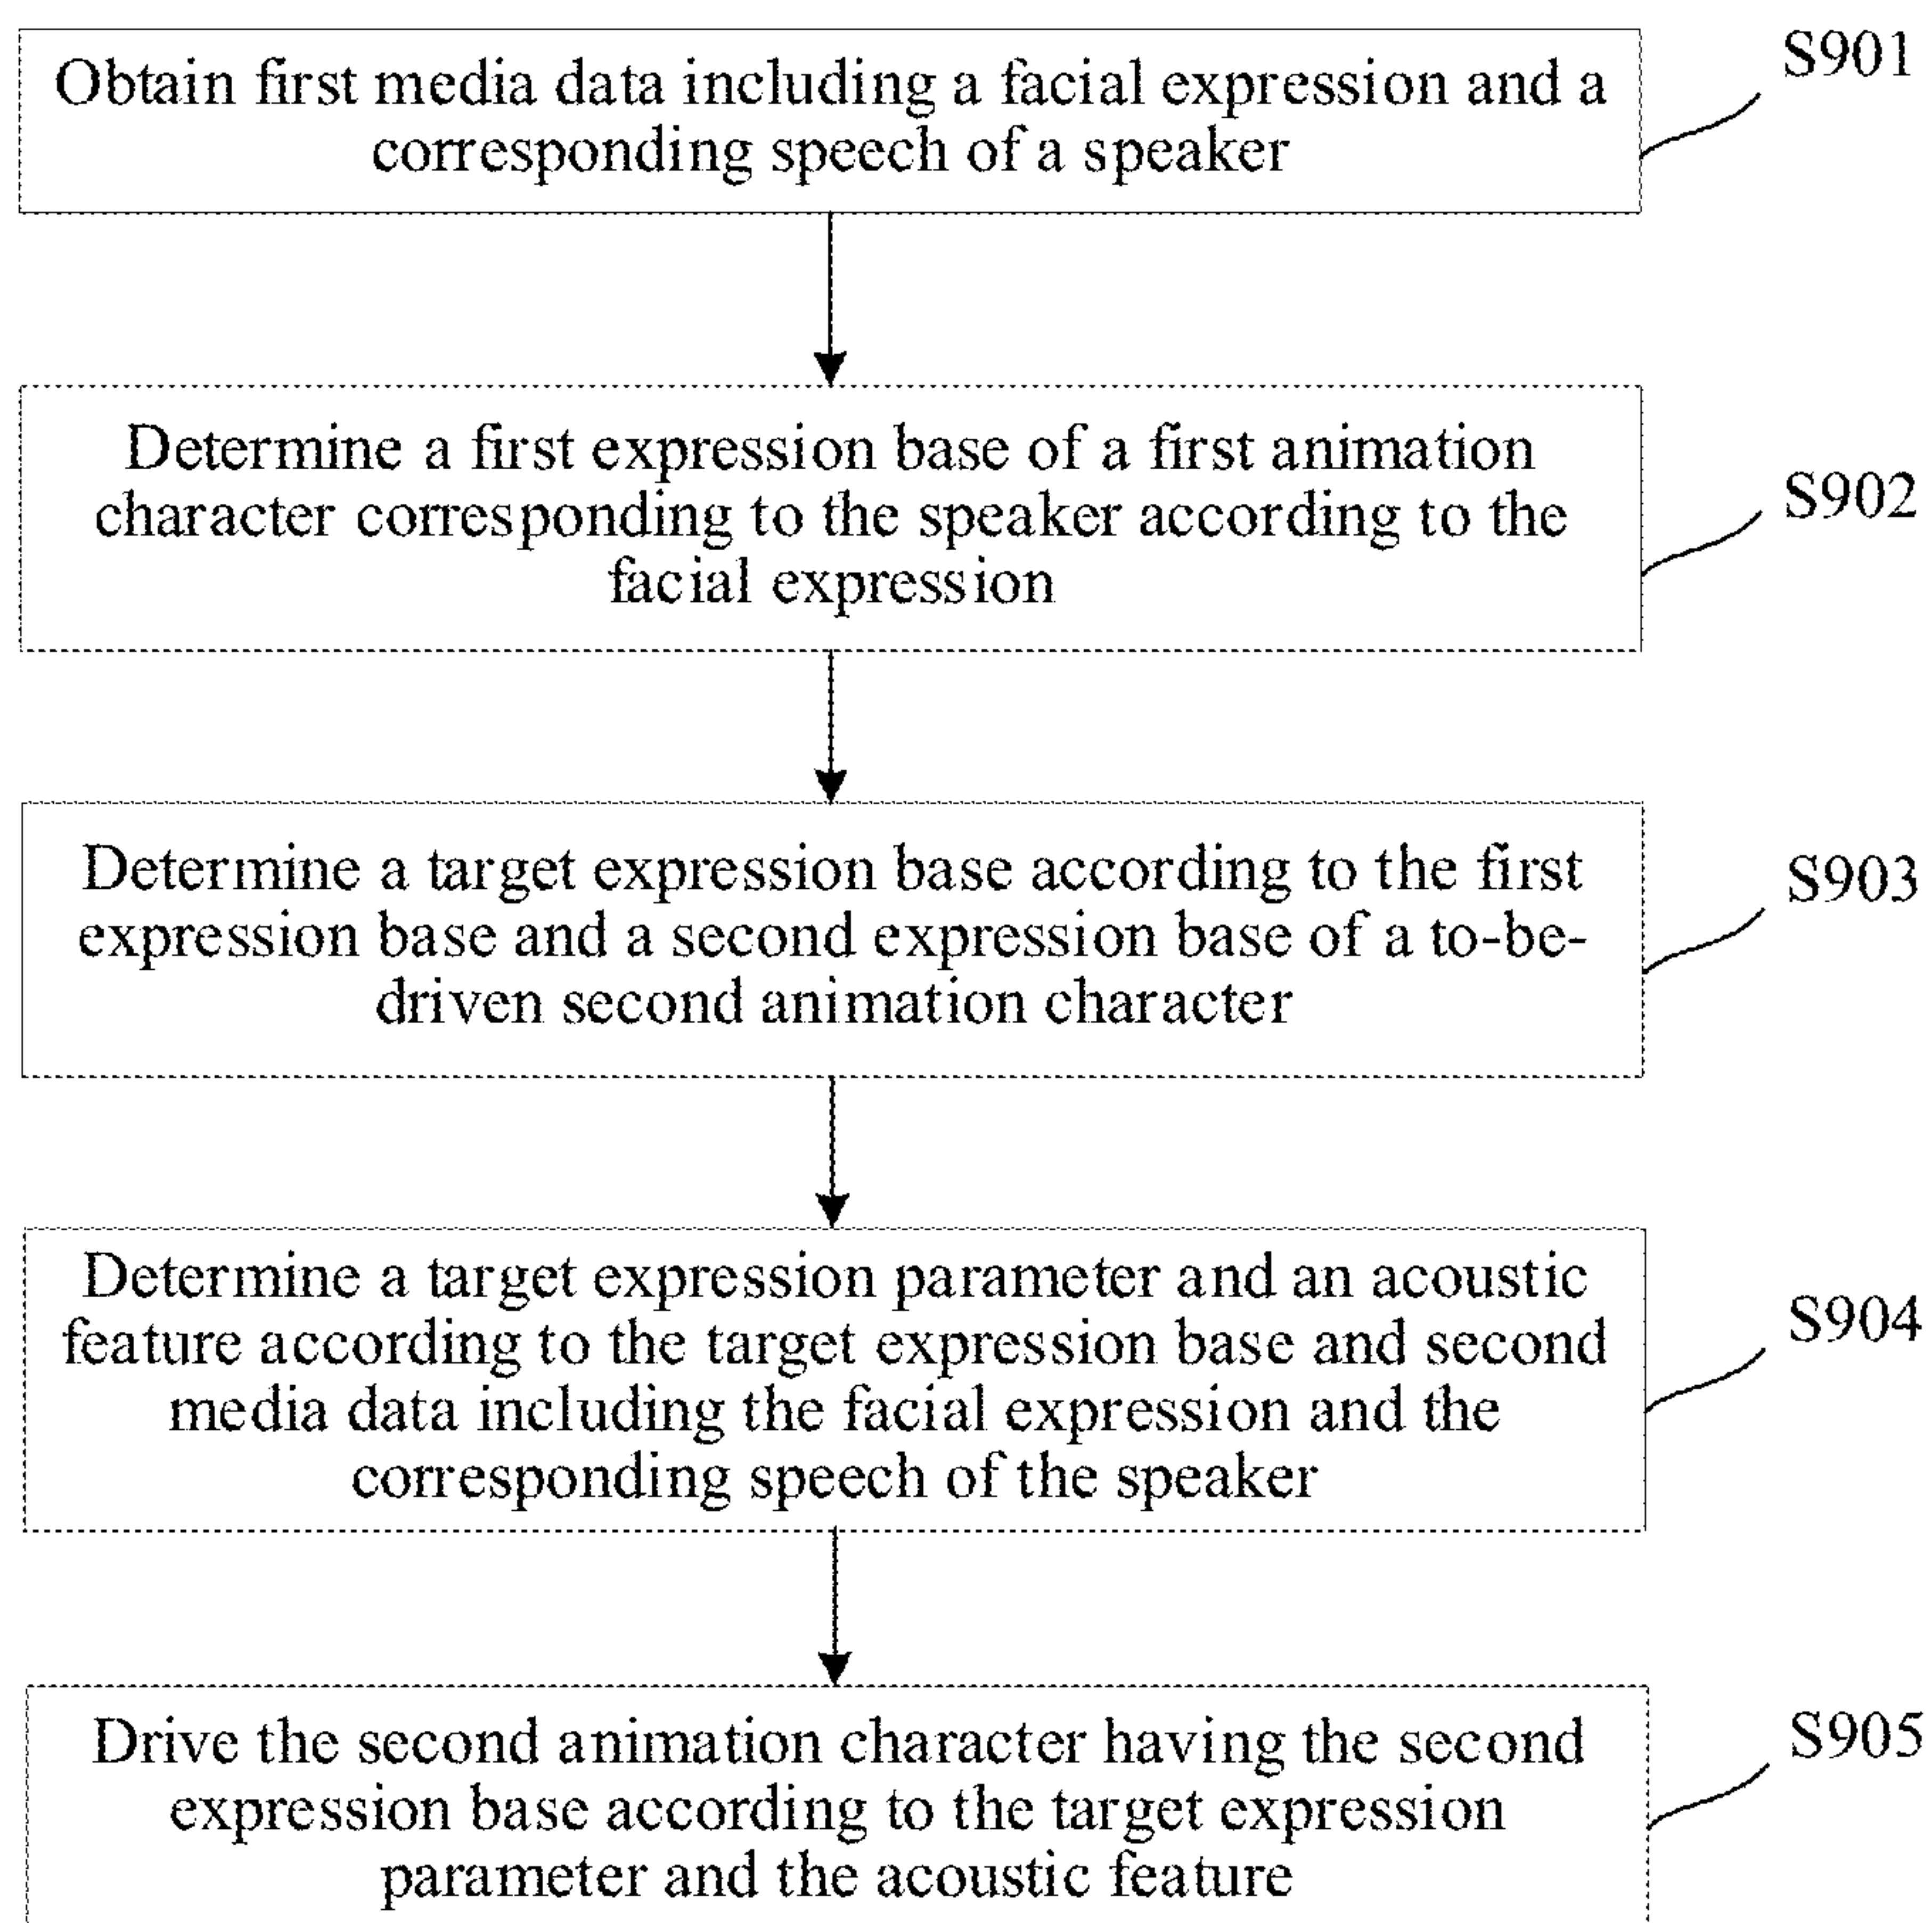 Obtain first media data including a facial expression and a
corresponding speech of a speaker
S901
Determine a first expression base of a first animation
character corresponding to the speaker according to the
facial expression
S902
Determine a target expression base according to the first
expression base and a second expression base of a to-be-
driven second animation character
S903
Determine a target expression parameter and an acoustic
feature according to the target expression base and second
media data including the facial expression and the
corresponding speech of the speaker
S904
Drive the second animation character having the second
expression base according to the target expression
parameter and the acoustic feature
S905